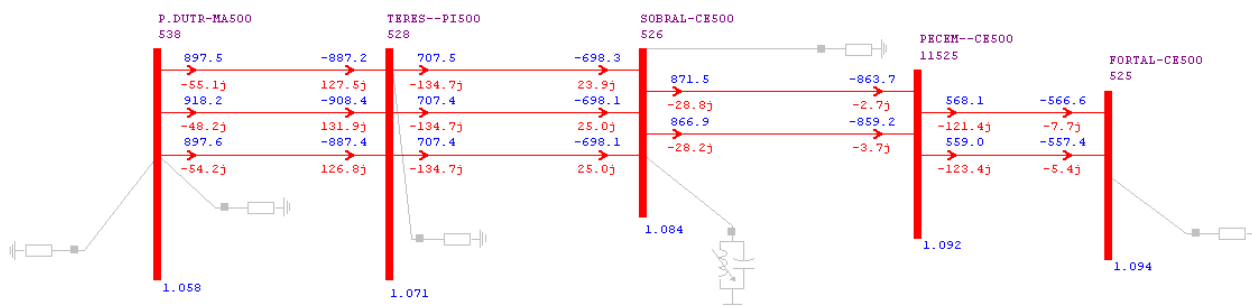 P.DUTR-MA500
538
TERES--PI500
528
SOBRAL-CE500
526
PECEM--CE500
11525
FORTAL-CE500
525
897.5 -887.2 707.5 -698.3
-55.1j 127.5j -134.7j 23.9j
871.5 -863.7
-28.8j -2.7j
918.2 -908.4 707.4 -698.1
-48.2j 131.9j -134.7j 25.0j
568.1 -566.6
-121.4j -7.7j
866.9 -859.2
-28.2j -3.7j
897.6 -887.4 707.4 -698.1
-54.2j 126.8j -134.7j 25.0j
559.0 -557.4
-123.4j -5.4j
1.084
1.092
1.094
1.058
1.071